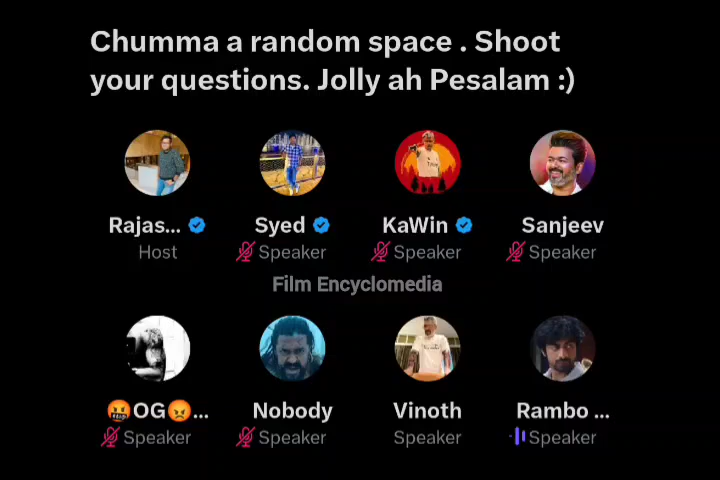 Chumma a random space . Shoot
your questions. Jolly ah Pesalam :)
Rajas... Syed KaWin Sanjeev
Host Speaker Speaker Speaker
Film Encyclomedia
🤬OG😡... Nobody Vinoth Rambo ...
Speaker Speaker Speaker Speaker